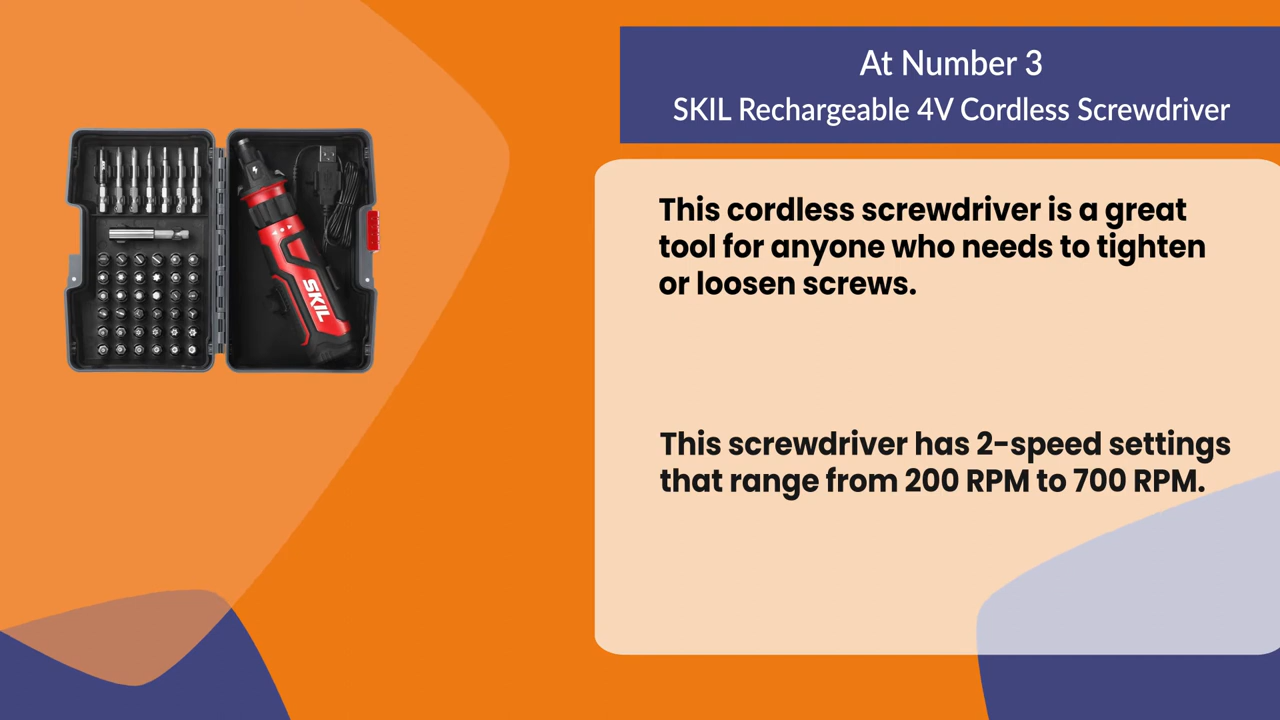 At Number 3
SKIL Rechargeable 4V Cordless Screwdriver
This cordless screwdriver is a great
tool for anyone who needs to tighten
or loosen screws.
This screwdriver has 2-speed settings
that range from 200 RPM to 700 RPM.
SKIL